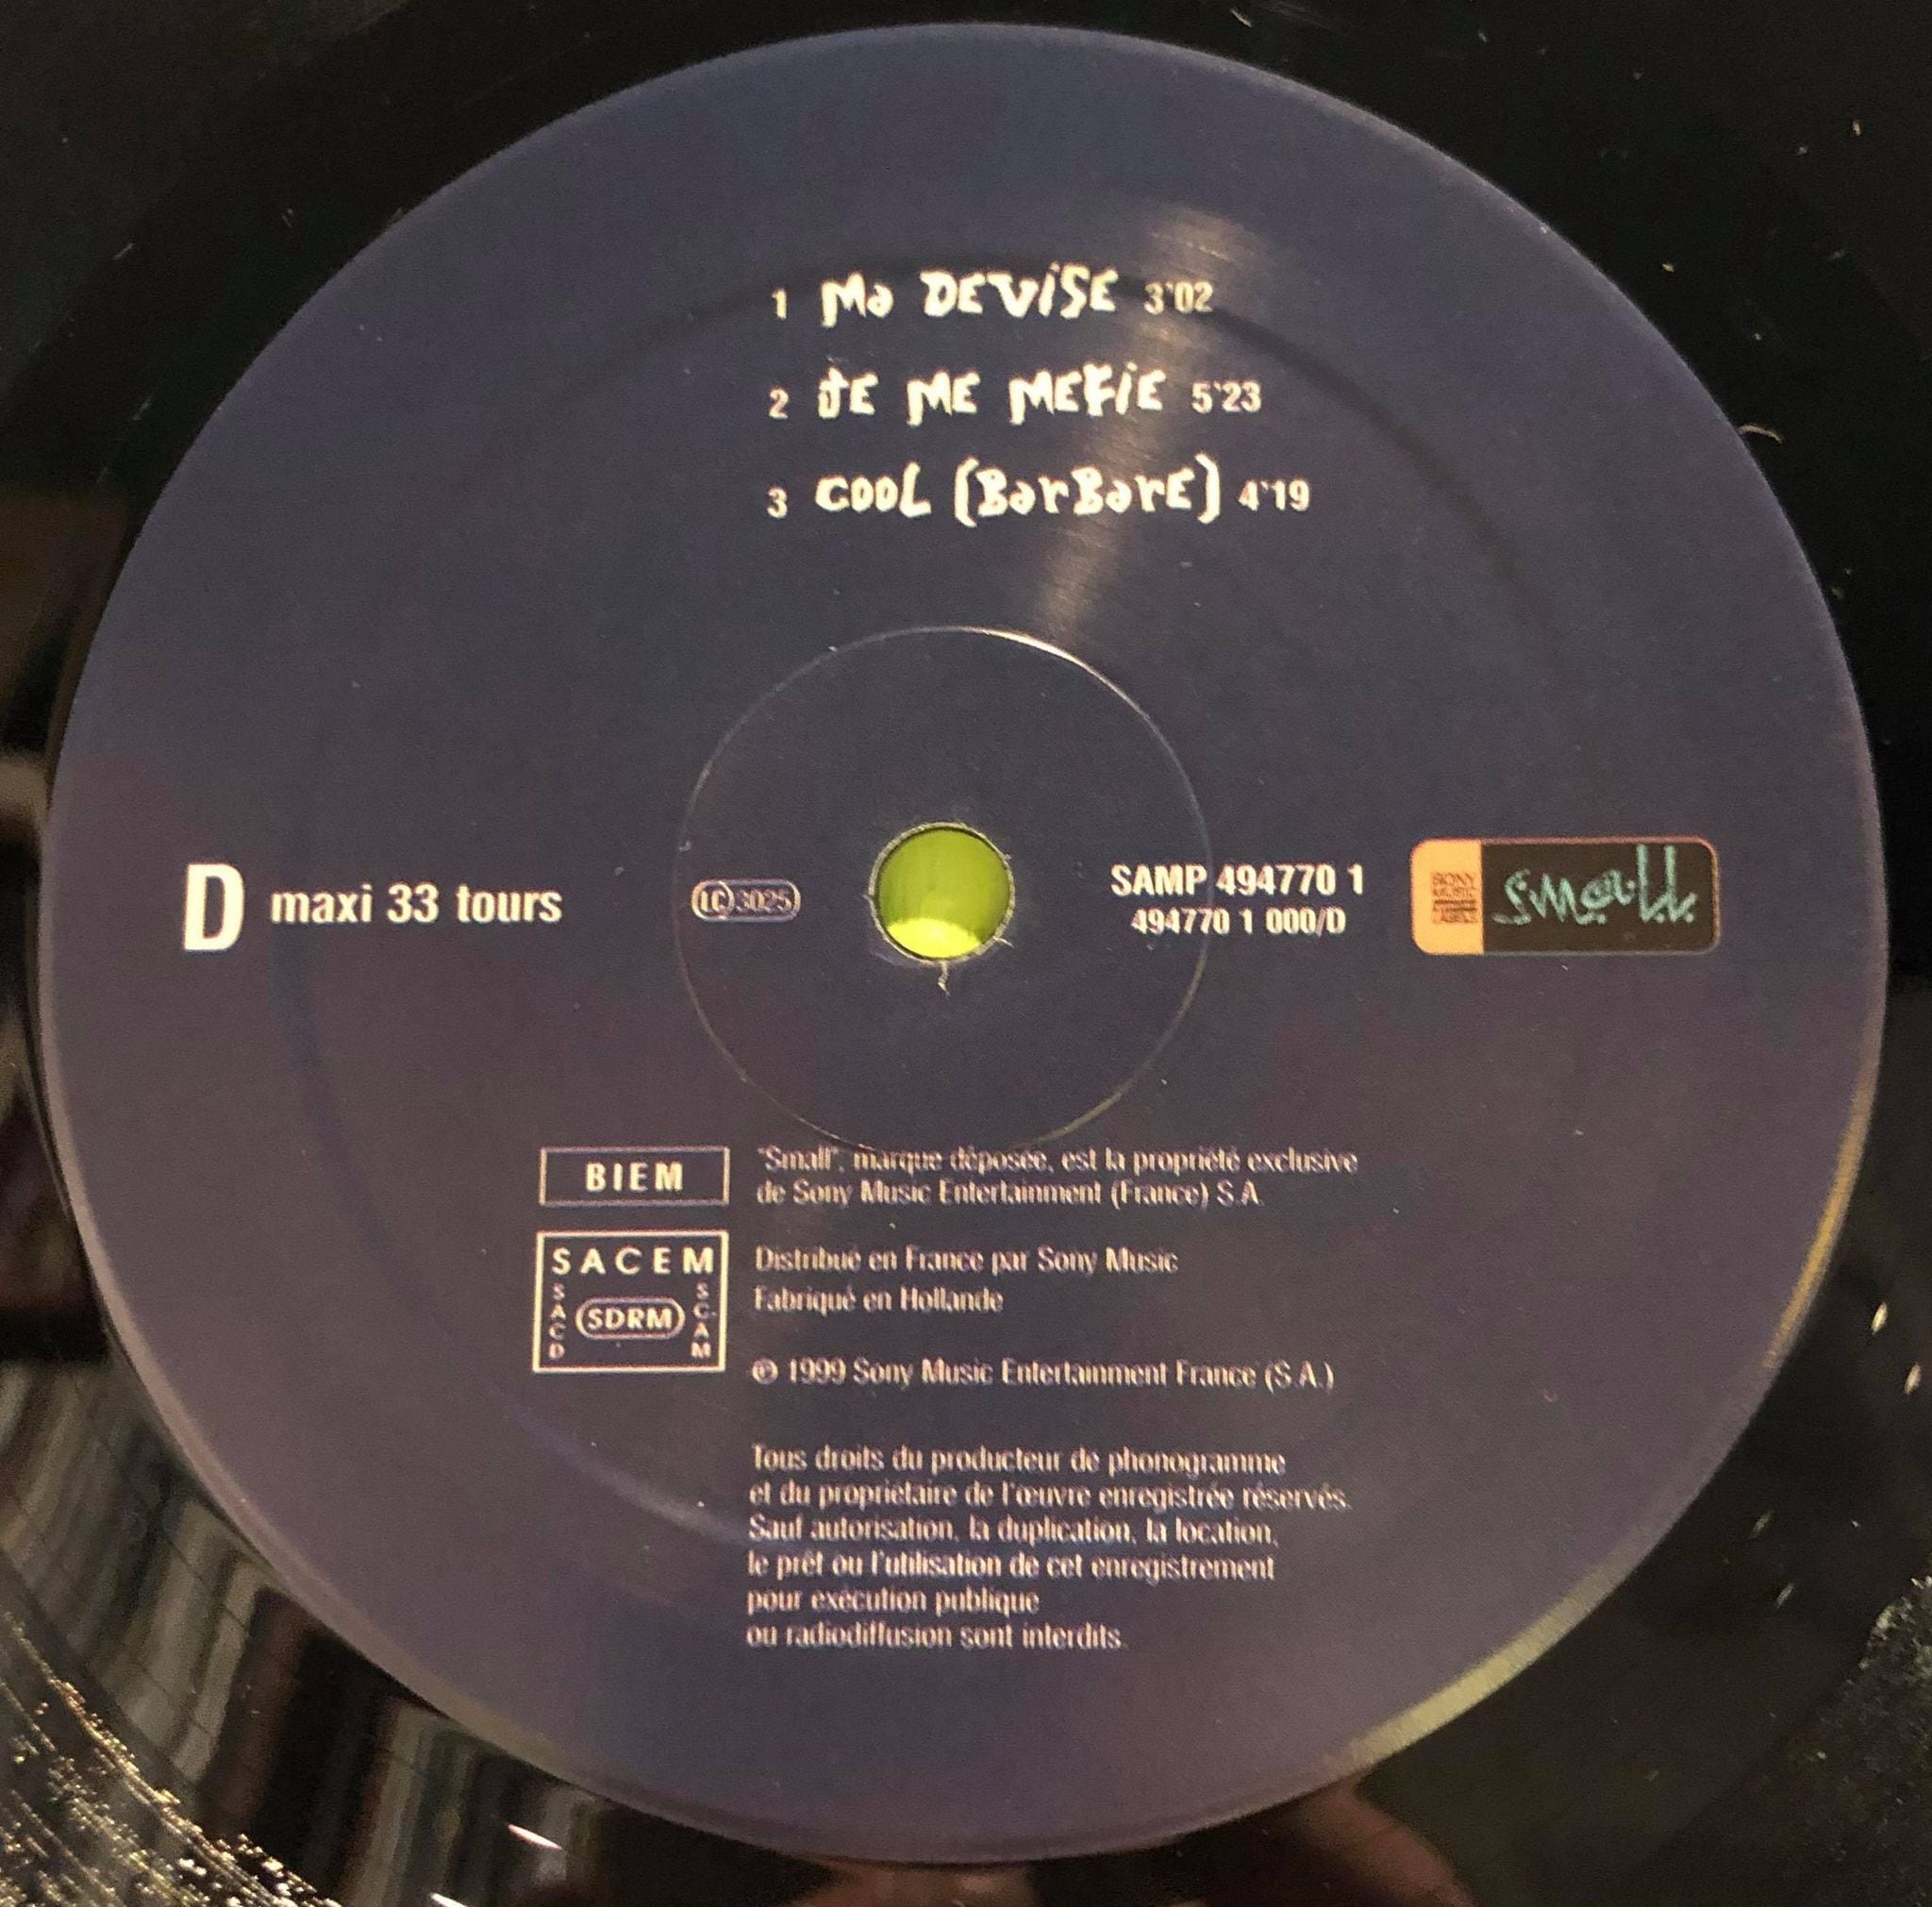 1 Ma DEViSE 3'02
2 JE ME MEFiE 5'23
3 COOL (BarBarE) 4'19
D maxi 33 tours
LC 3025
SAMP 494770 1
494770 1 000/D
SONY
MUSIC
LABELS
small
BIEM
"Small", marque déposée, est la propriété exclusive
de Sony Music Entertainment (France) S.A.
SACEM
SACD
SDRM
SCAM
Distribué en France par Sony Music
Fabriqué en Hollande
℗ 1999 Sony Music Entertainment France (S.A.)
Tous droits du producteur de phonogramme
et du propriétaire de l'œuvre enregistrée réservés.
Sauf autorisation, la duplication, la location,
le prêt ou l'utilisation de cet enregistrement
pour exécution publique
ou radiodiffusion sont interdits.